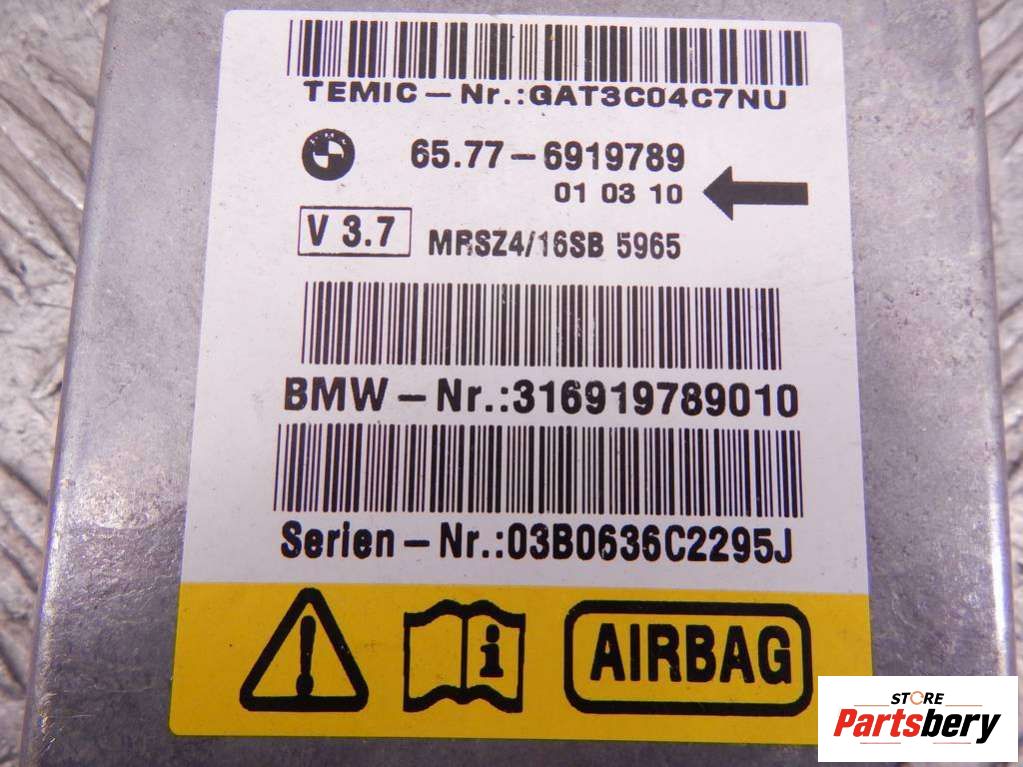 TEMIC-Nr.:GAT3C04C7NU
BMW
65.77-6919789
01 03 10
V 3.7
MRSZ4/16SB 5965
BMW-Nr.:316919789010
Serien-Nr.:03B0636C2295J
AIRBAG
STORE
Partsbery